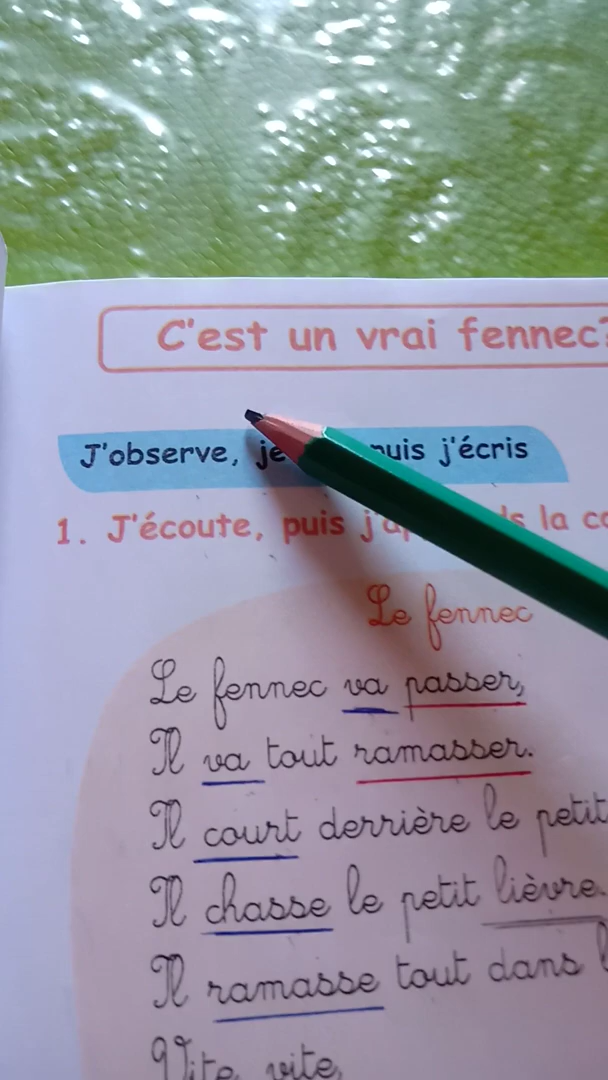 C'est un vrai fennec?
J'observe, je puis j'écris
1. J'écoute, puis la
Le fennec
Le fennec va passer,
Il va tout ramasser.
Il court derrière le petit
Il chasse le petit lièvre.
Il ramasse tout dans
Vite, vite,